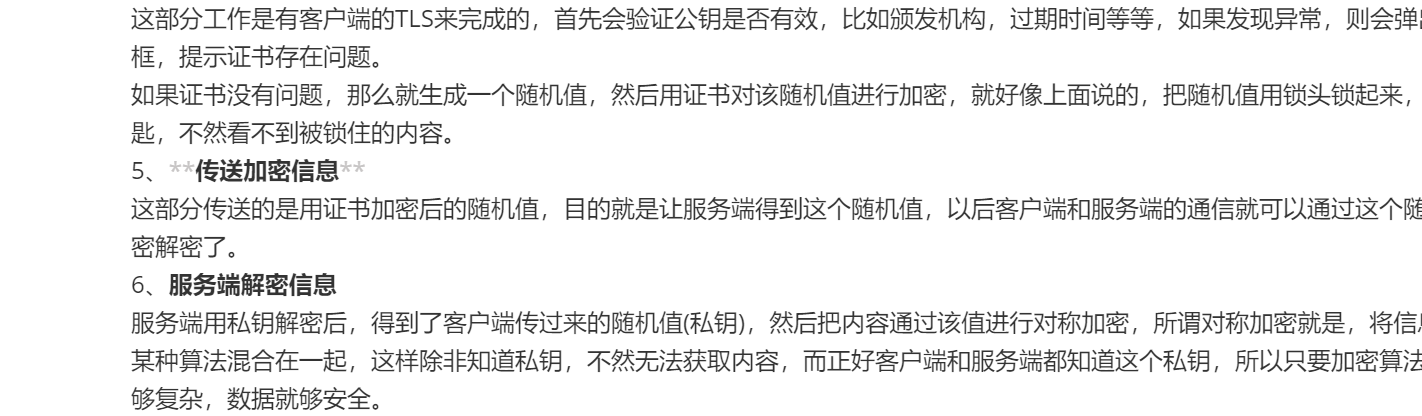 这部分工作是有客户端的TLS来完成的，首先会验证公钥是否有效，比如颁发机构，过期时间等等，如果发现异常，则会弹
框，提示证书存在问题。
如果证书没有问题，那么就生成一个随机值，然后用证书对该随机值进行加密，就好像上面说的，把随机值用锁头锁起来，
匙，不然看不到被锁住的内容。
5、**传送加密信息**
这部分传送的是用证书加密后的随机值，目的就是让服务端得到这个随机值，以后客户端和服务端的通信就可以通过这个随
密解密了。
6、服务端解密信息
服务端用私钥解密后，得到了客户端传过来的随机值(私钥)，然后把内容通过该值进行对称加密，所谓对称加密就是，将信息
某种算法混合在一起，这样除非知道私钥，不然无法获取内容，而正好客户端和服务端都知道这个私钥，所以只要加密算法
够复杂，数据就够安全。